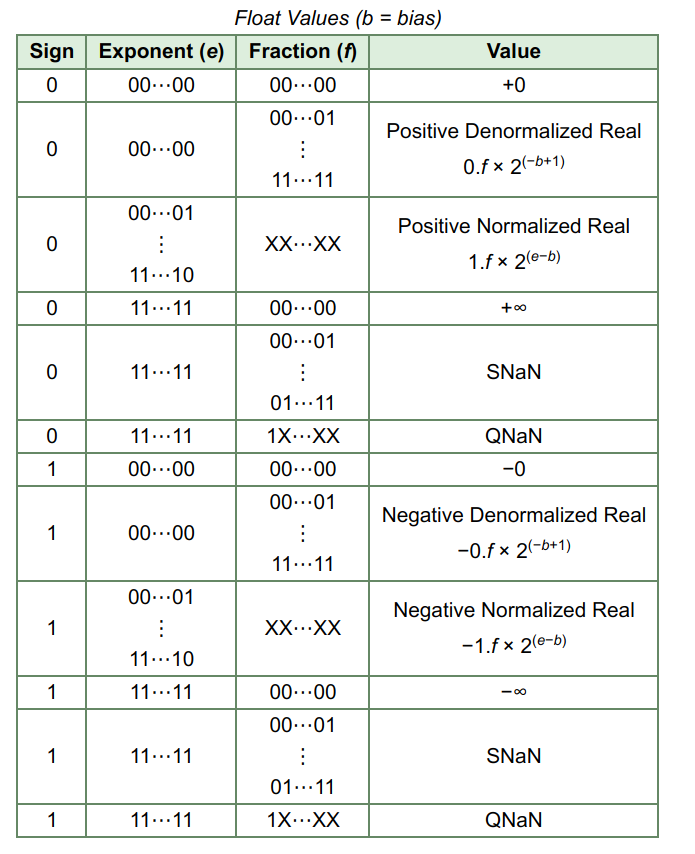 Float Values (b = bias)
Sign Exponent (e) Fraction (f) Value
0 00⋯00 00⋯00 +0
0 00⋯00 00⋯01 ⋮ 11⋯11 Positive Denormalized Real 0.f × 2^(−b+1)
0 00⋯01 ⋮ 11⋯10 XX⋯XX Positive Normalized Real 1.f × 2^(e−b)
0 11⋯11 00⋯00 +∞
0 11⋯11 00⋯01 ⋮ 01⋯11 SNaN
0 11⋯11 1X⋯XX QNaN
1 00⋯00 00⋯00 −0
1 00⋯00 00⋯01 ⋮ 11⋯11 Negative Denormalized Real −0.f × 2^(−b+1)
1 00⋯01 ⋮ 11⋯10 XX⋯XX Negative Normalized Real −1.f × 2^(e−b)
1 11⋯11 00⋯00 −∞
1 11⋯11 00⋯01 ⋮ 01⋯11 SNaN
1 11⋯11 1X⋯XX QNaN